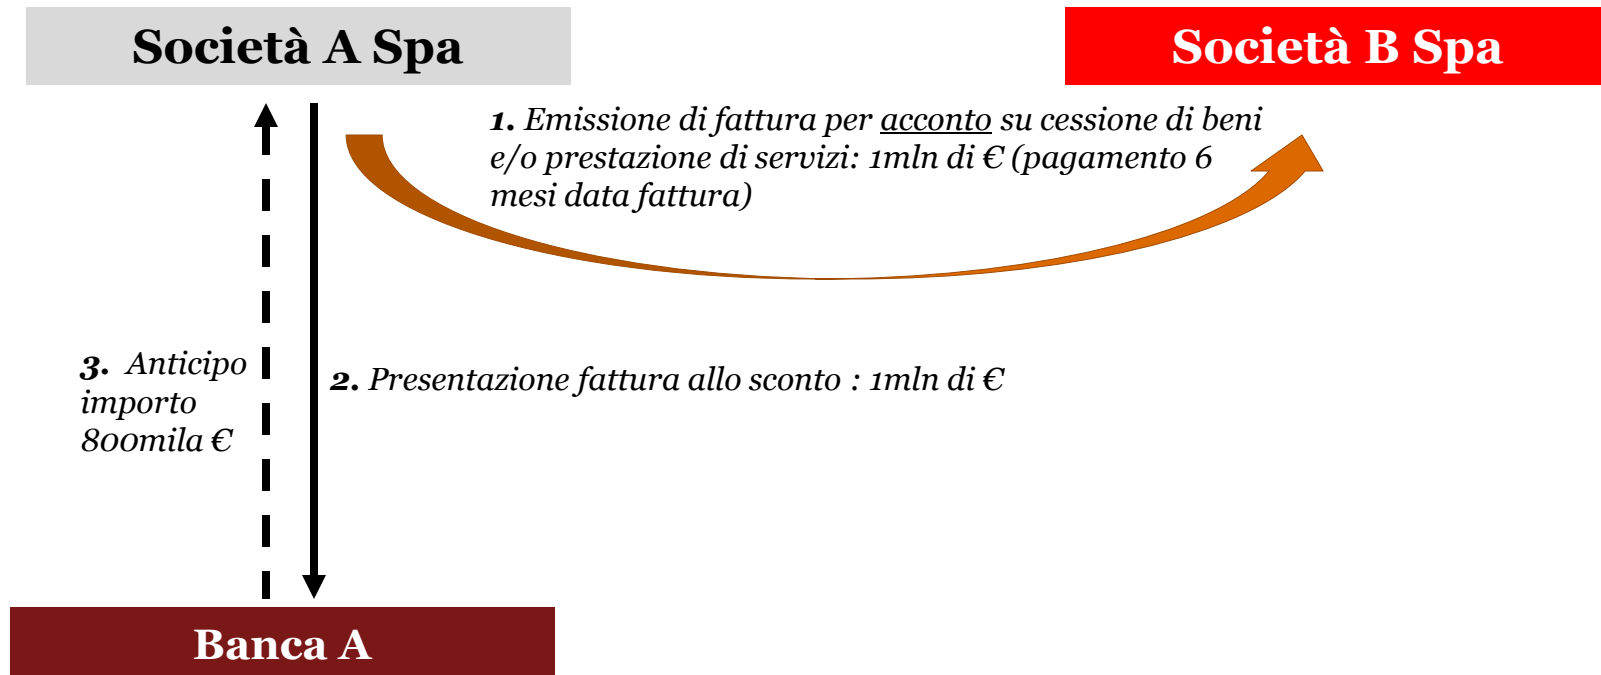 Società A Spa
Società B Spa
1. Emissione di fattura per acconto su cessione di beni
e/o prestazione di servizi: 1mln di € (pagamento 6
mesi data fattura)
3. Anticipo
importo
800mila €
2. Presentazione fattura allo sconto : 1mln di €
Banca A